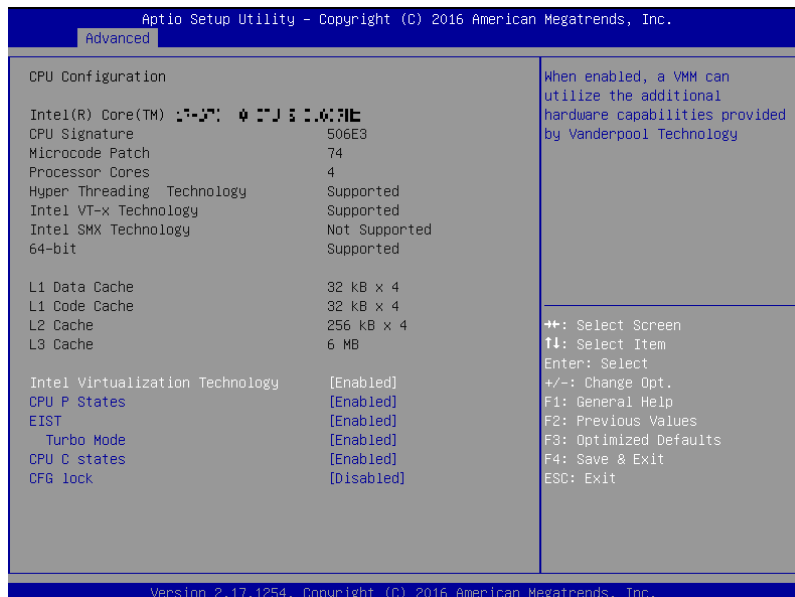 Aptio Setup Utility – Copyright (C) 2016 American Megatrends, Inc.
Advanced
CPU Configuration
Intel(R) Core(TM)
CPU Signature 506E3
Microcode Patch 74
Processor Cores 4
Hyper Threading Technology Supported
Intel VT-x Technology Supported
Intel SMX Technology Not Supported
64-bit Supported
L1 Data Cache 32 kB x 4
L1 Code Cache 32 kB x 4
L2 Cache 256 kB x 4
L3 Cache 6 MB
Intel Virtualization Technology [Enabled]
CPU P States [Enabled]
EIST [Enabled]
Turbo Mode [Enabled]
CPU C states [Enabled]
CFG lock [Disabled]
When enabled, a VMM can
utilize the additional
hardware capabilities provided
by Vanderpool Technology
→←: Select Screen
↑↓: Select Item
Enter: Select
+/-: Change Opt.
F1: General Help
F2: Previous Values
F3: Optimized Defaults
F4: Save & Exit
ESC: Exit
Version 2.17.1254. Copyright (C) 2016 American Megatrends, Inc.